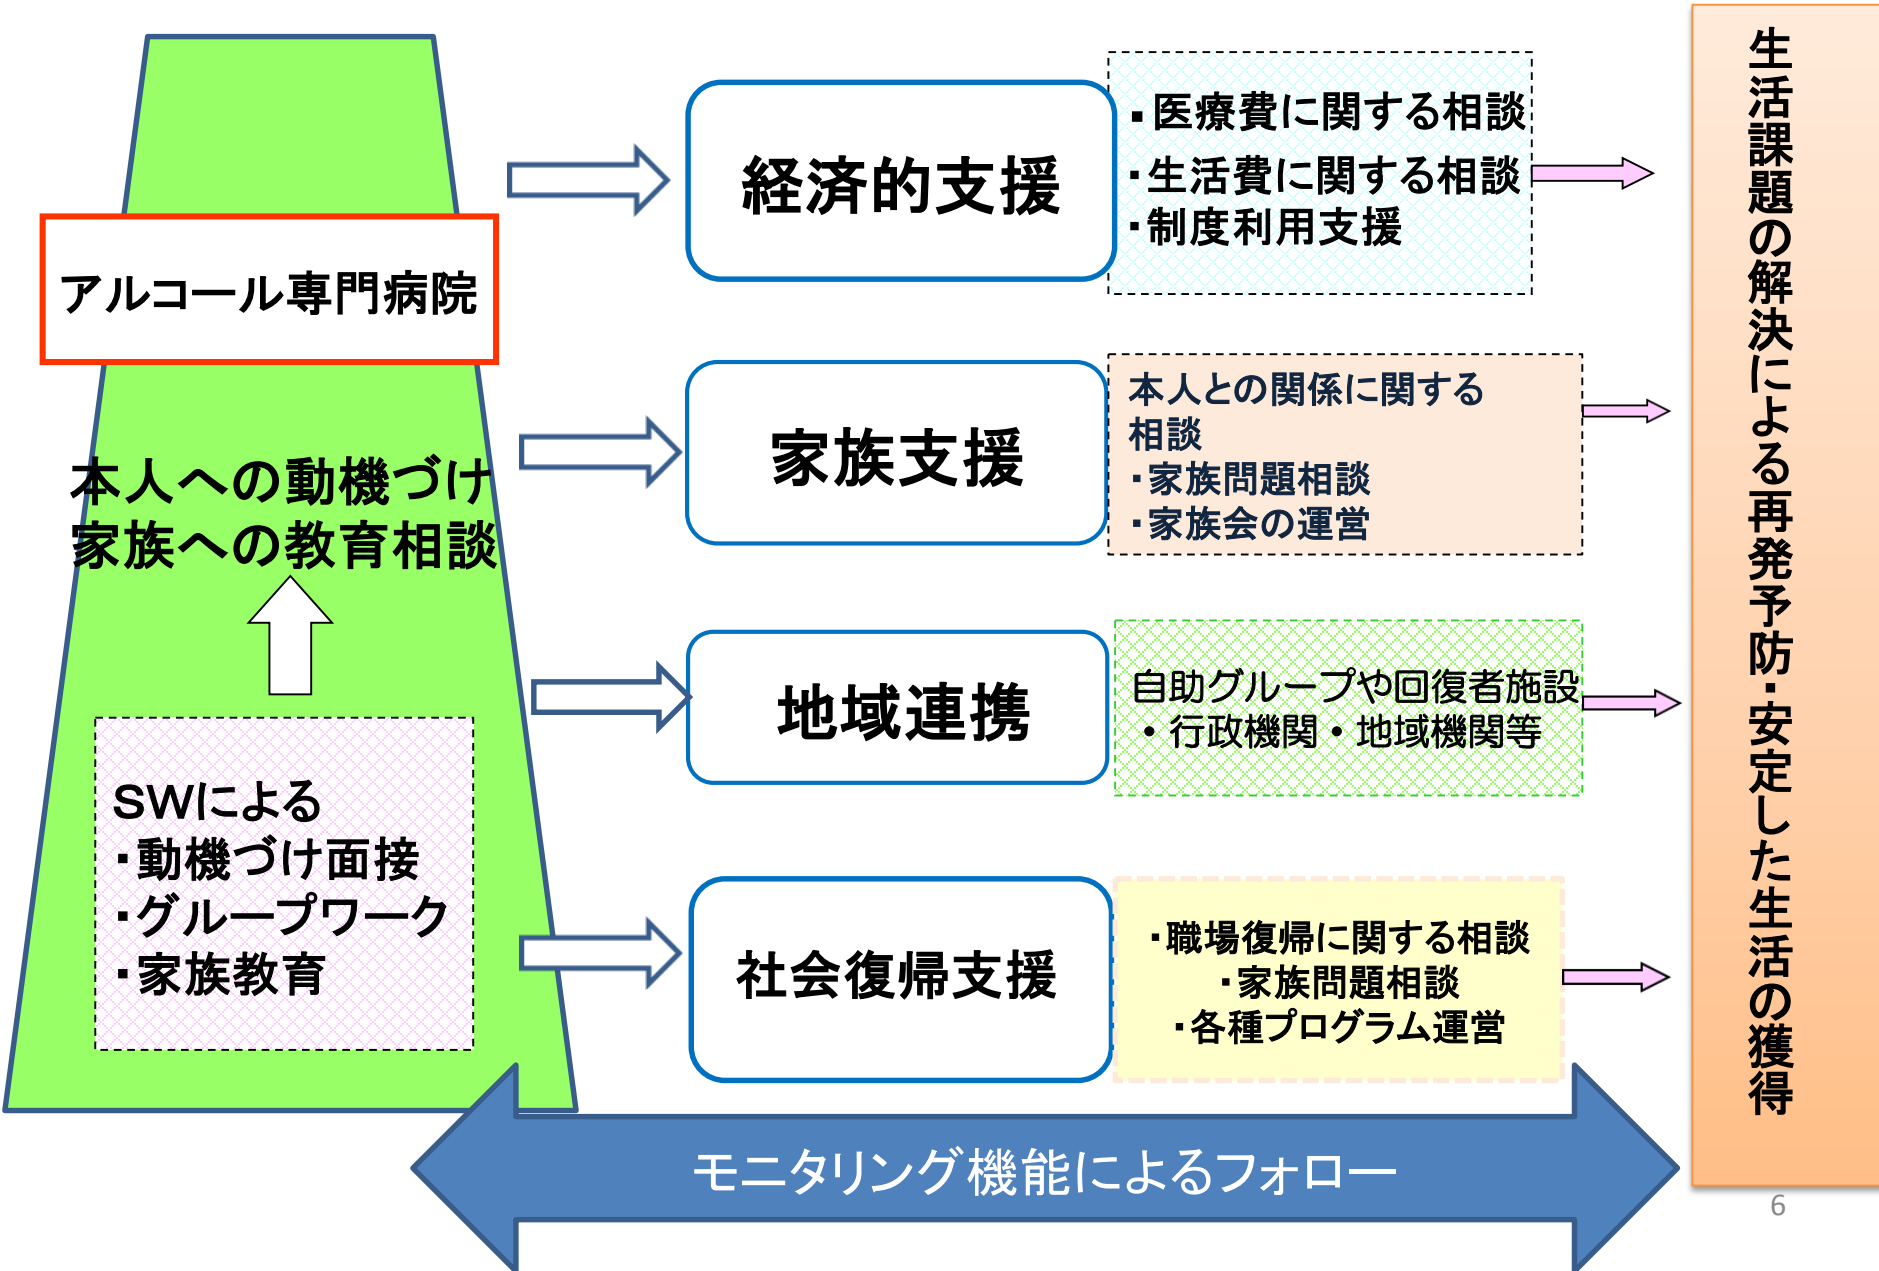 アルコール専門病院
本人への動機づけ
家族への教育相談
SWによる
・動機づけ面接
・グループワーク
・家族教育
経済的支援
・医療費に関する相談
・生活費に関する相談
・制度利用支援
家族支援
本人との関係に関する
相談
・家族問題相談
・家族会の運営
地域連携
自助グループや回復者施設
・行政機関・地域機関等
社会復帰支援
・職場復帰に関する相談
・家族問題相談
・各種プログラム運営
モニタリング機能によるフォロー
生活課題の解決による再発予防・安定した生活の獲得
6